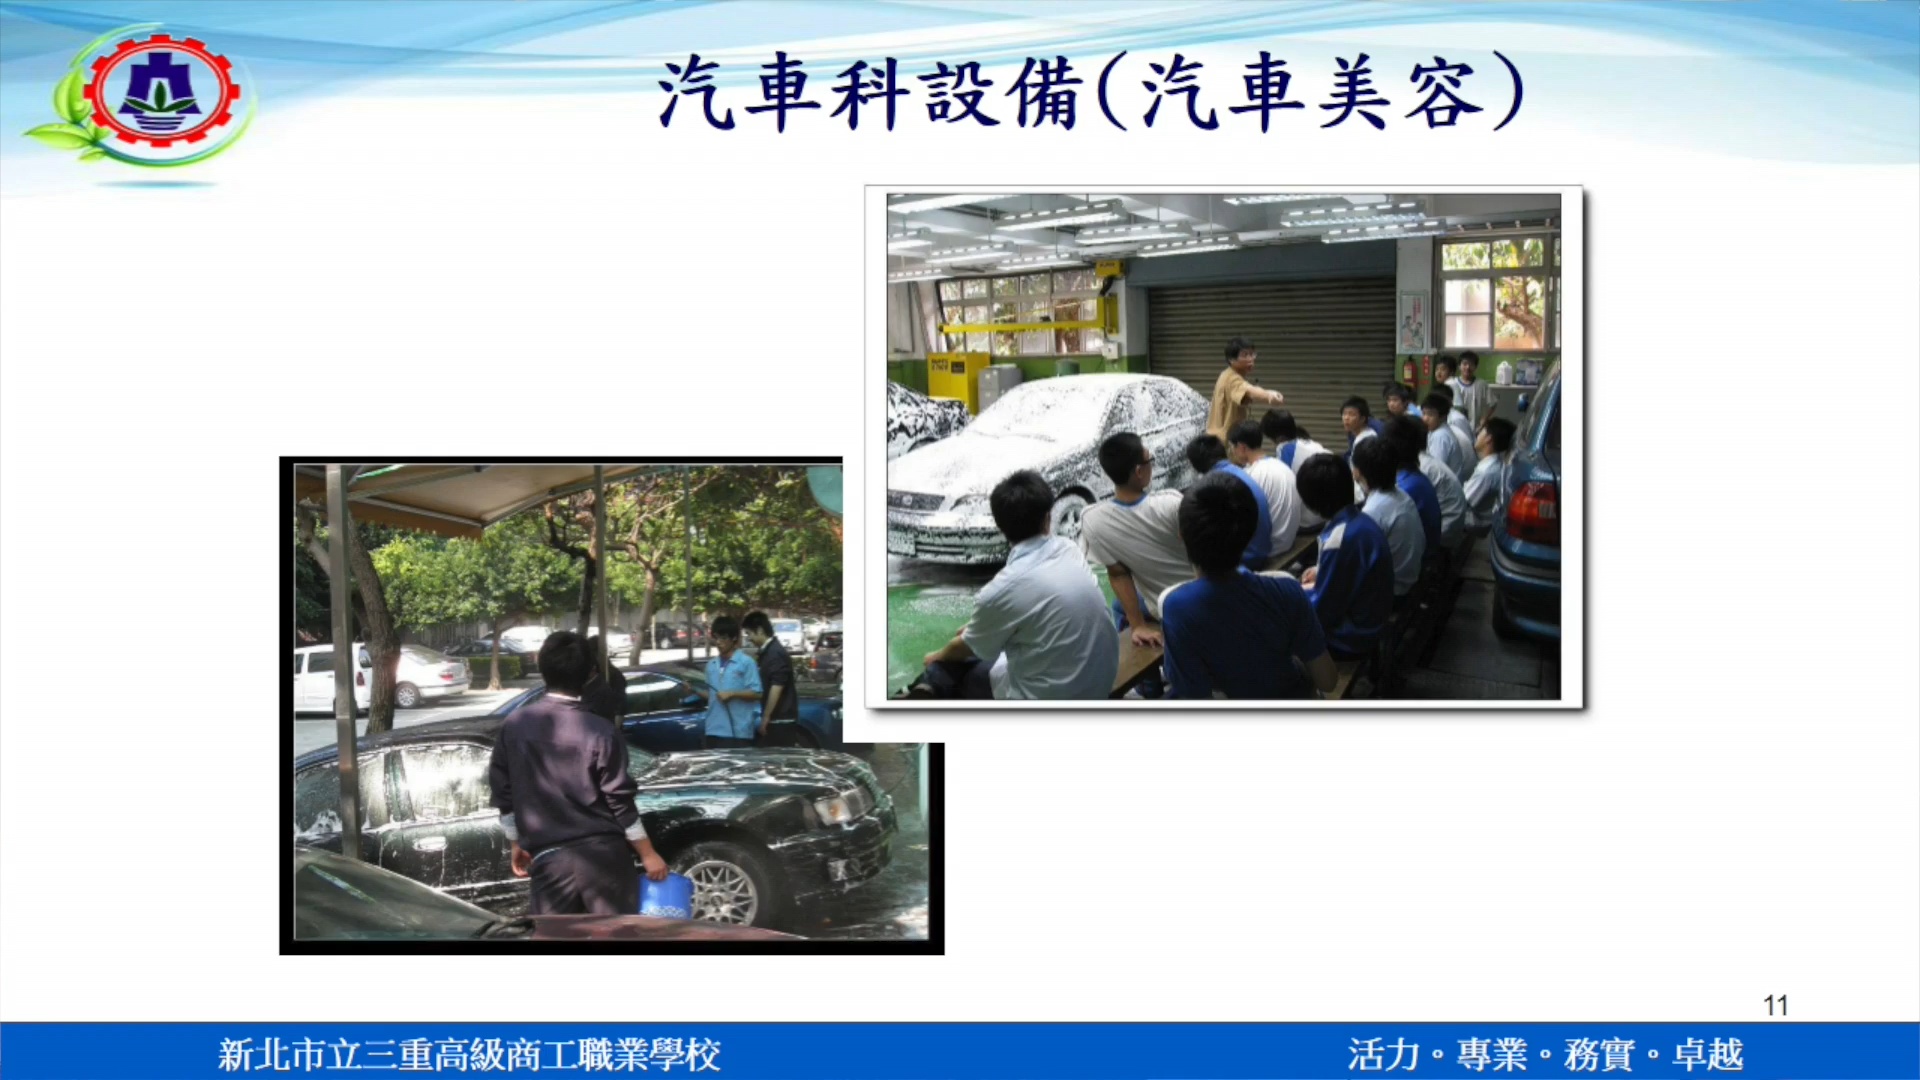 汽車科設備(汽車美容)
11
新北市立三重高級商工職業學校
活力。專業。務實。卓越